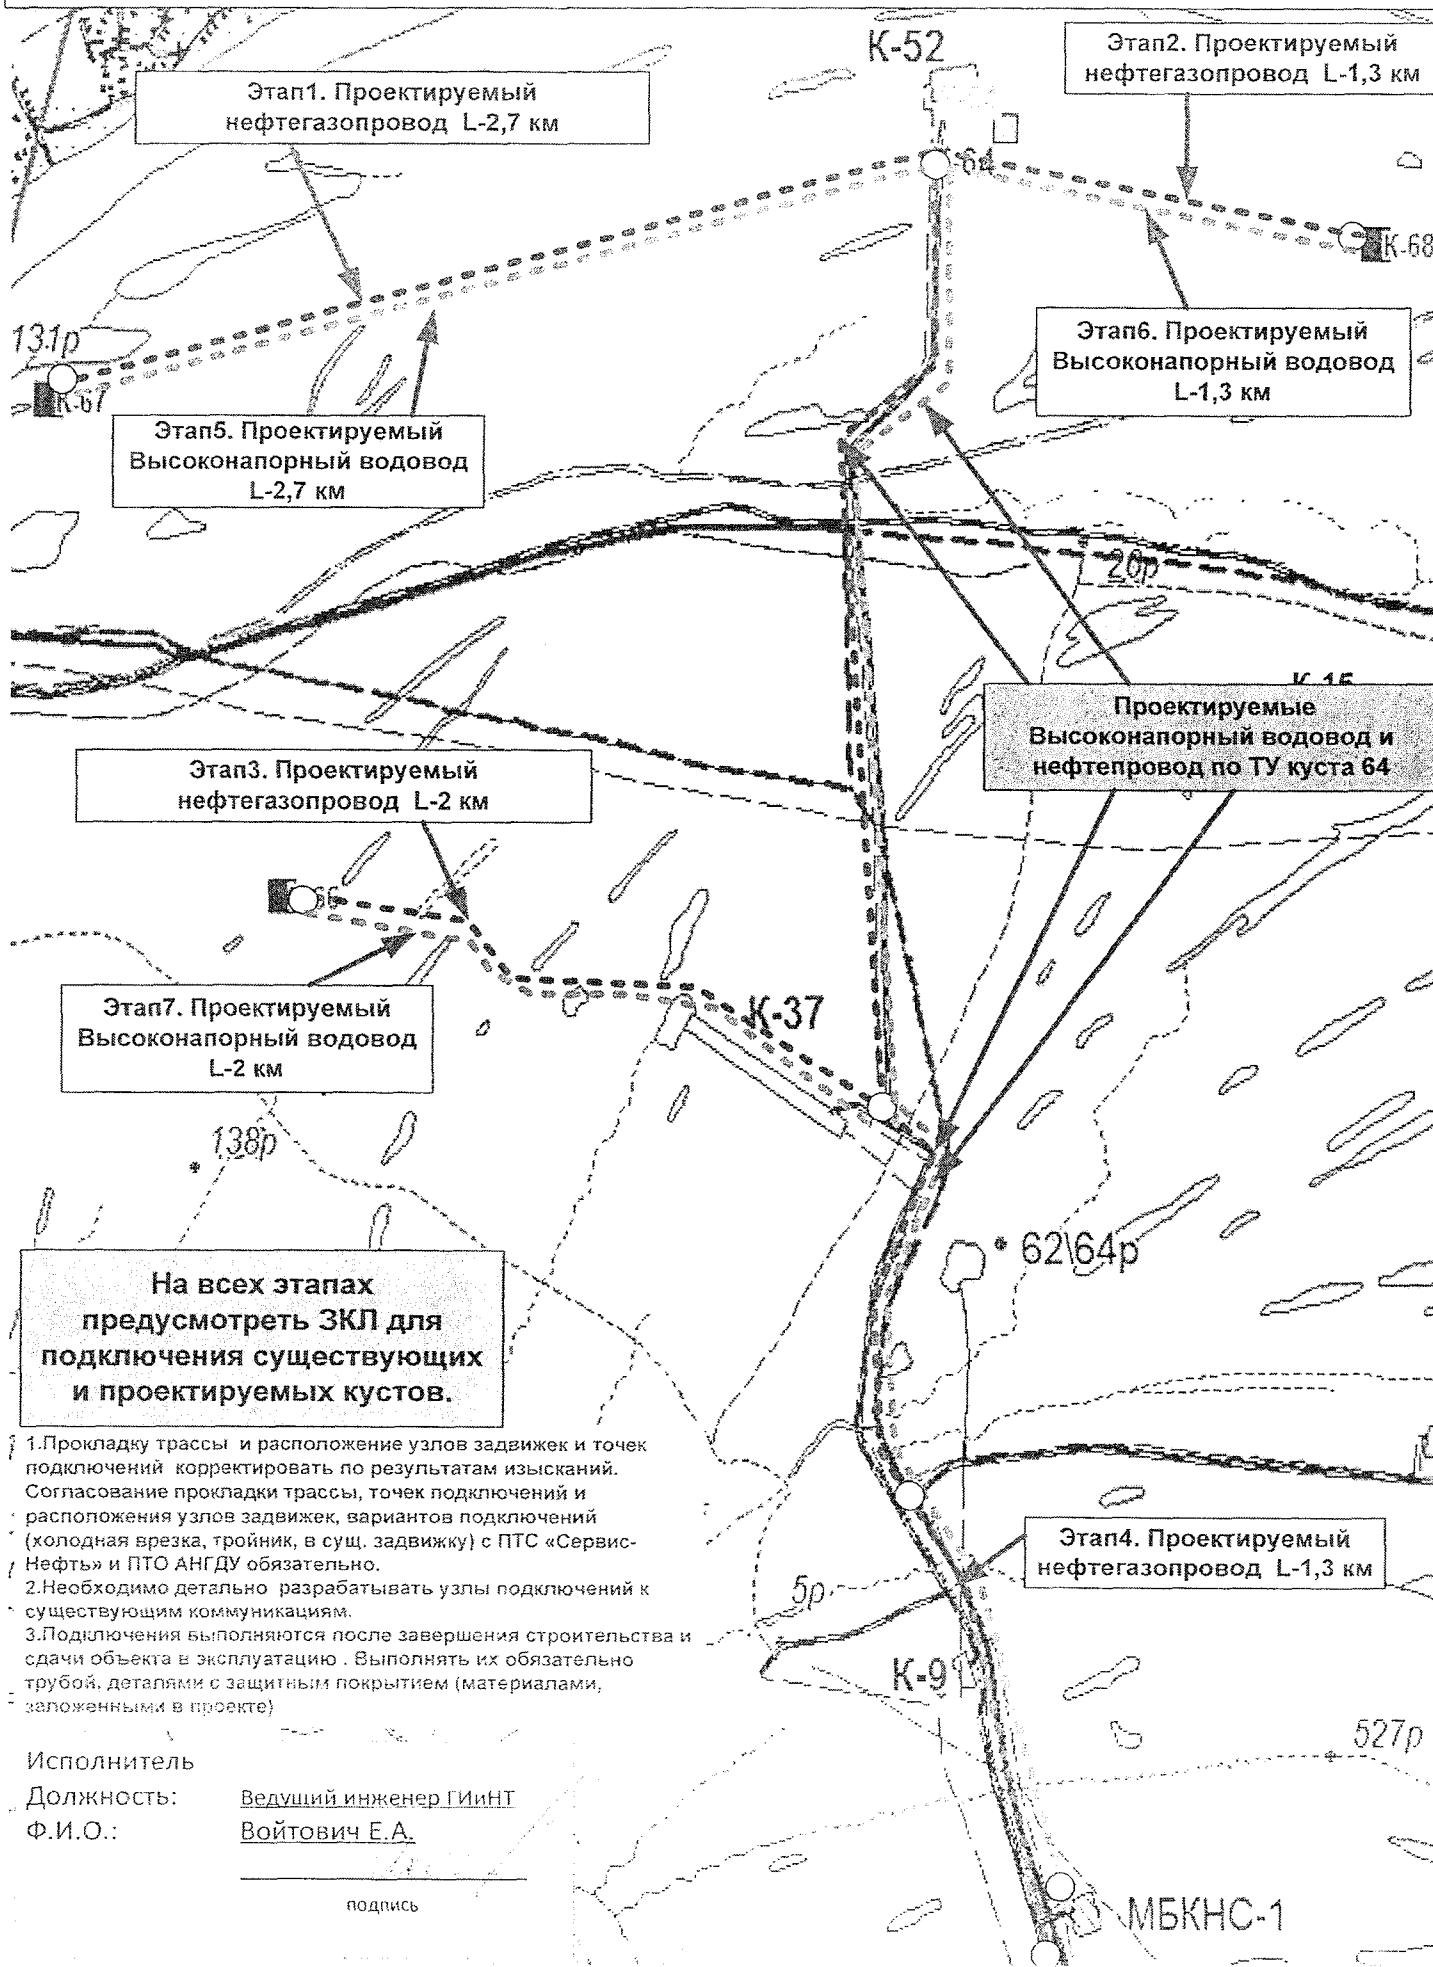 К-52
Этап2. Проектируемый
нефтегазопровод L-1,3 км
Этап1. Проектируемый
нефтегазопровод L-2,7 км
64
К-68
131р
К-67
Этап6. Проектируемый
Высоконапорный водовод
L-1,3 км
Этап5. Проектируемый
Высоконапорный водовод
L-2,7 км
20р
К-15
Проектируемые
Высоконапорный водовод и
нефтепровод по ТУ куста 64
Этап3. Проектируемый
нефтегазопровод L-2 км
Этап7. Проектируемый
Высоконапорный водовод
L-2 км
К-37
138р
62\64р
На всех этапах
предусмотреть ЗКЛ для
подключения существующих
и проектируемых кустов.
1.Прокладку трассы и расположение узлов задвижек и точек
подключений корректировать по результатам изысканий.
Согласование прокладки трассы, точек подключений и
расположения узлов задвижек, вариантов подключений
(холодная врезка, тройник, в сущ. задвижку) с ПТС «Сервис-
Нефть» и ПТО АНГДУ обязательно.
2.Необходимо детально разрабатывать узлы подключений к
существующим коммуникациям.
3.Подключения выполняются после завершения строительства и
сдачи объекта в эксплуатацию . Выполнять их обязательно
трубой, деталями с защитным покрытием (материалами,
заложенными в проекте)
Этап4. Проектируемый
нефтегазопровод L-1,3 км
5р
К-9
527р
Исполнитель
Должность: Ведущий инженер ГИиНТ
Ф.И.О.: Войтович Е.А.
подпись
МБКНС-1